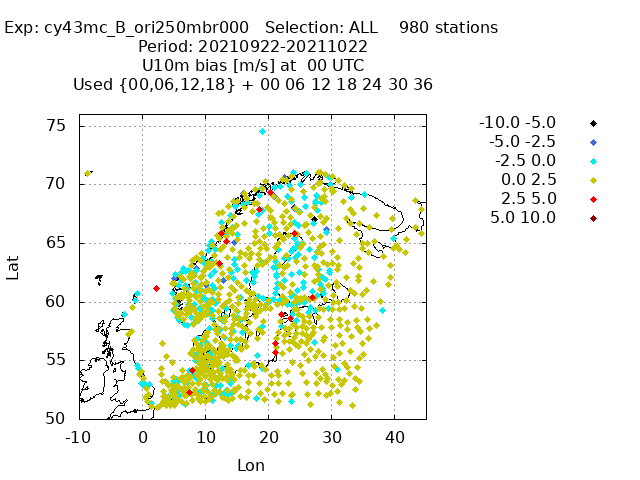 Exp: cy43mc_B_ori250mbr000 Selection: ALL 980 stations
Period: 20210922-20211022
U10m bias [m/s] at 00 UTC
Used {00,06,12,18} + 00 06 12 18 24 30 36
-10.0 -5.0
-5.0 -2.5
-2.5 0.0
0.0 2.5
2.5 5.0
5.0 10.0
75
70
65
60
55
50
Lat
-10 0 10 20 30 40
Lon